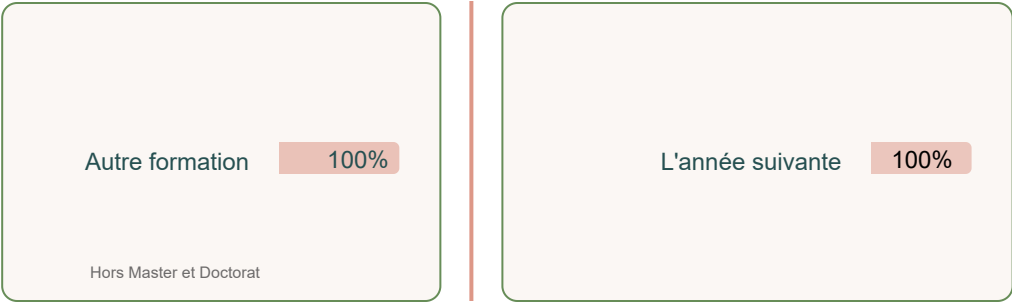 Autre formation 100%
Hors Master et Doctorat
L'année suivante 100%